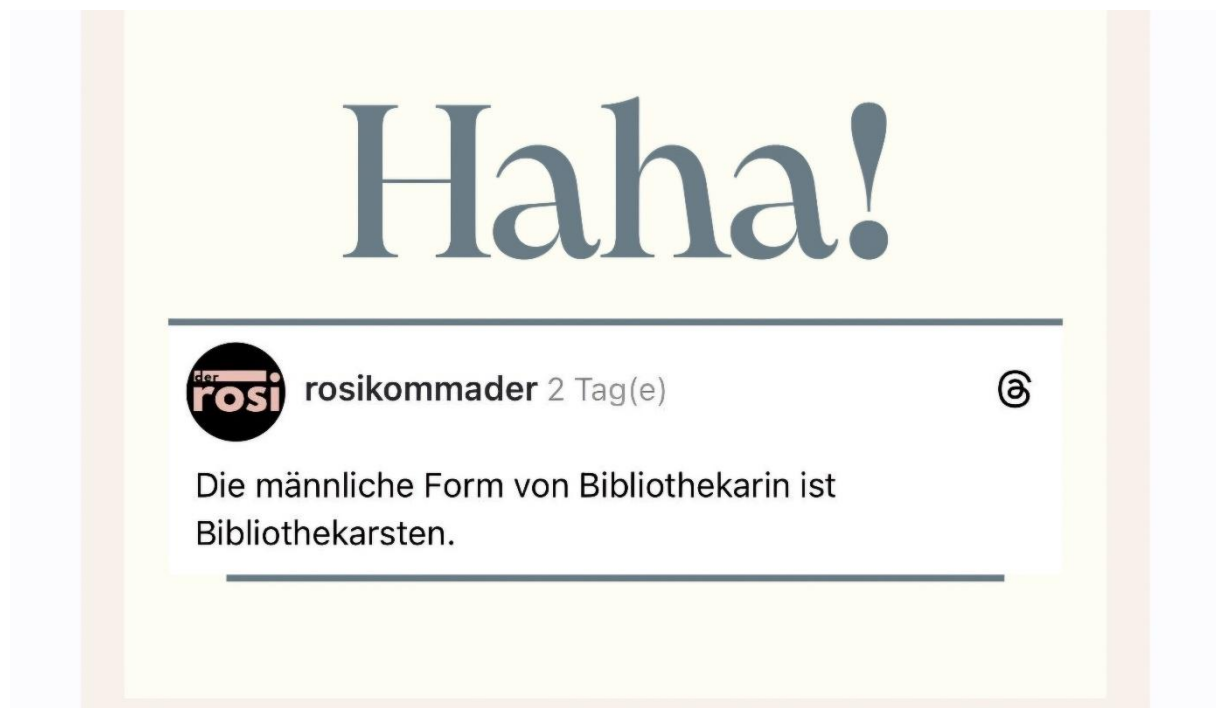 Haha!
der
rosi
rosikommader 2 Tag(e)
Die männliche Form von Bibliothekarin ist
Bibliothekarsten.